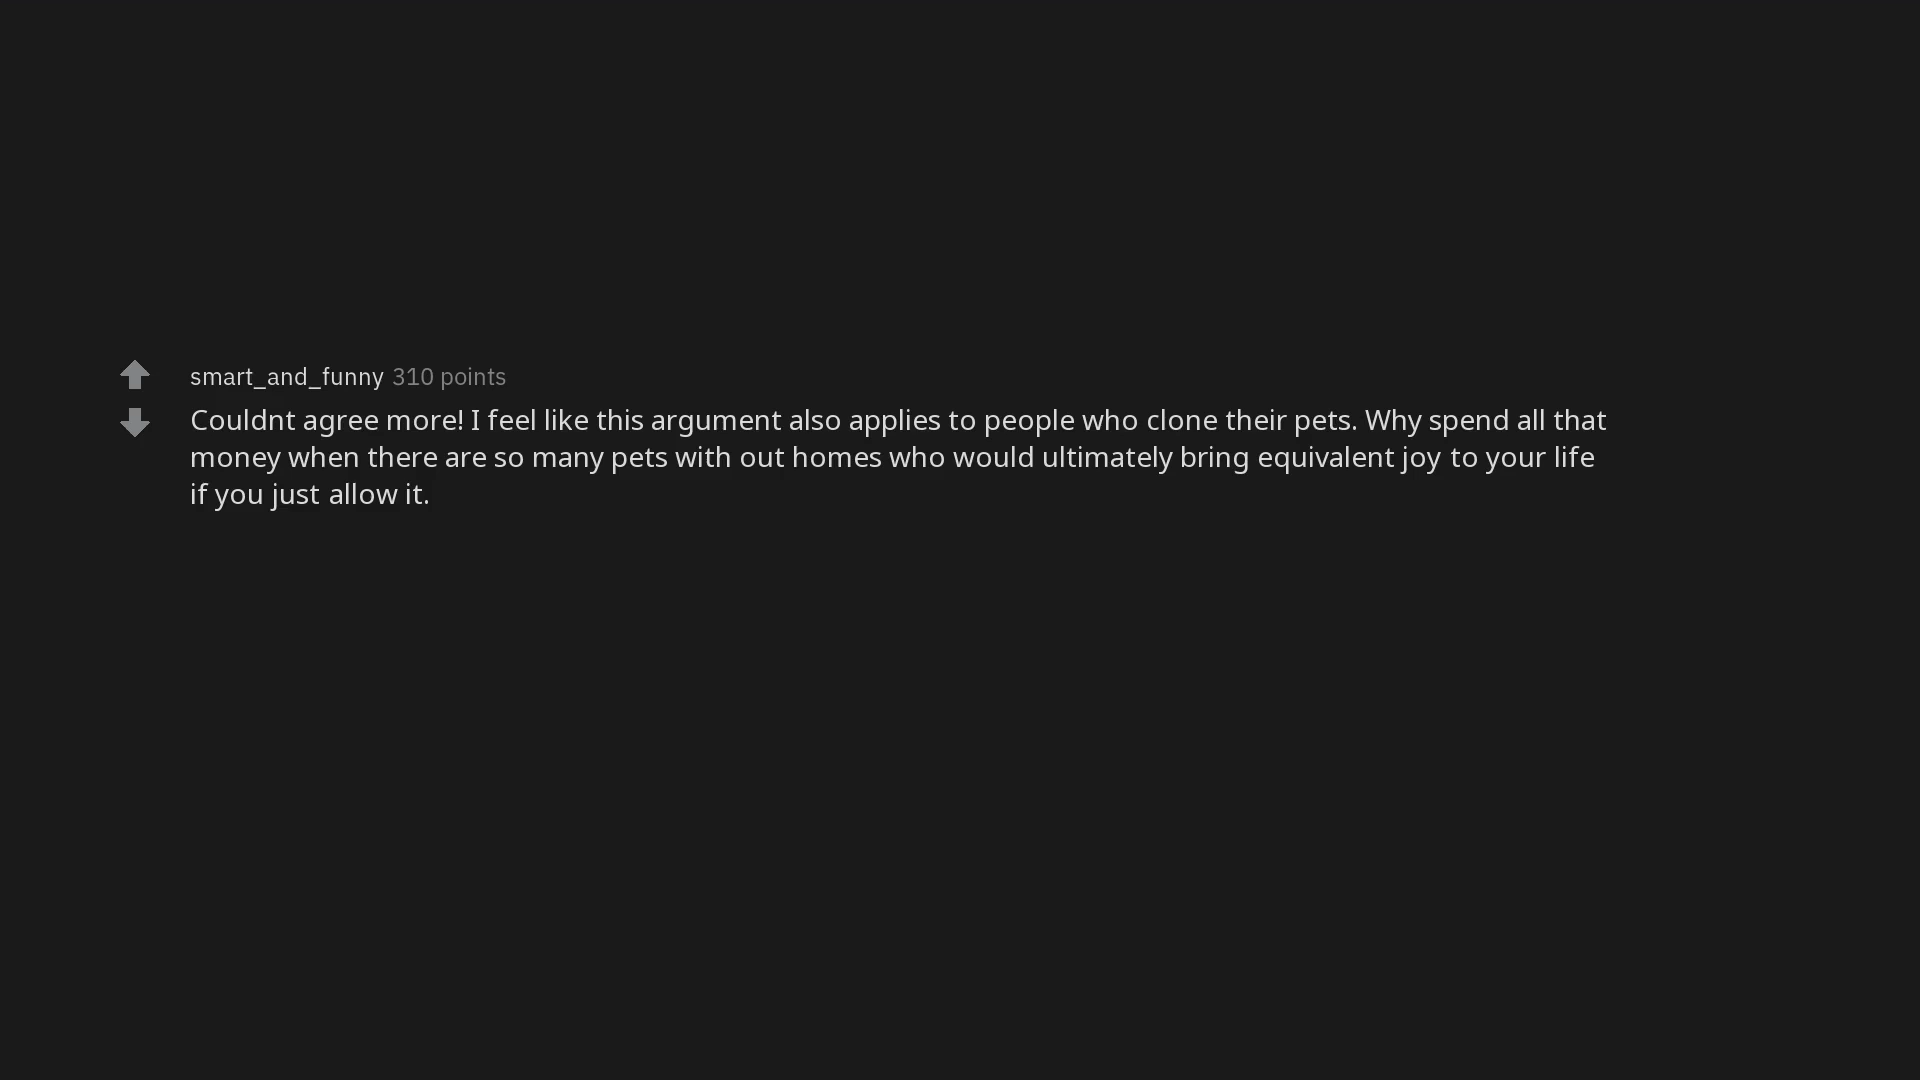 smart_and_funny 310 points
Couldnt agree more! I feel like this argument also applies to people who clone their pets. Why spend all that
money when there are so many pets with out homes who would ultimately bring equivalent joy to your life
if you just allow it.